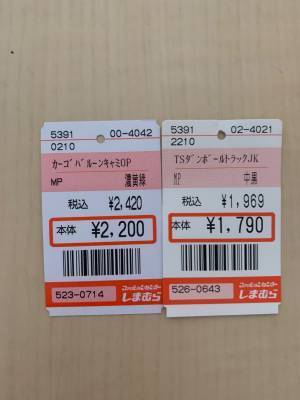 5391 00-4042
0210
カーゴバルーンキャミOP
MP 濃黄緑
税込 ¥2,420
本体 ¥2,200
523-0714
ファッションセンター
しまむら
5391 02-4021
2210
TSダンボールトラックJK
MP 中黒
税込 ¥1,969
本体 ¥1,790
526-0643
ファッションセンター
しまむら